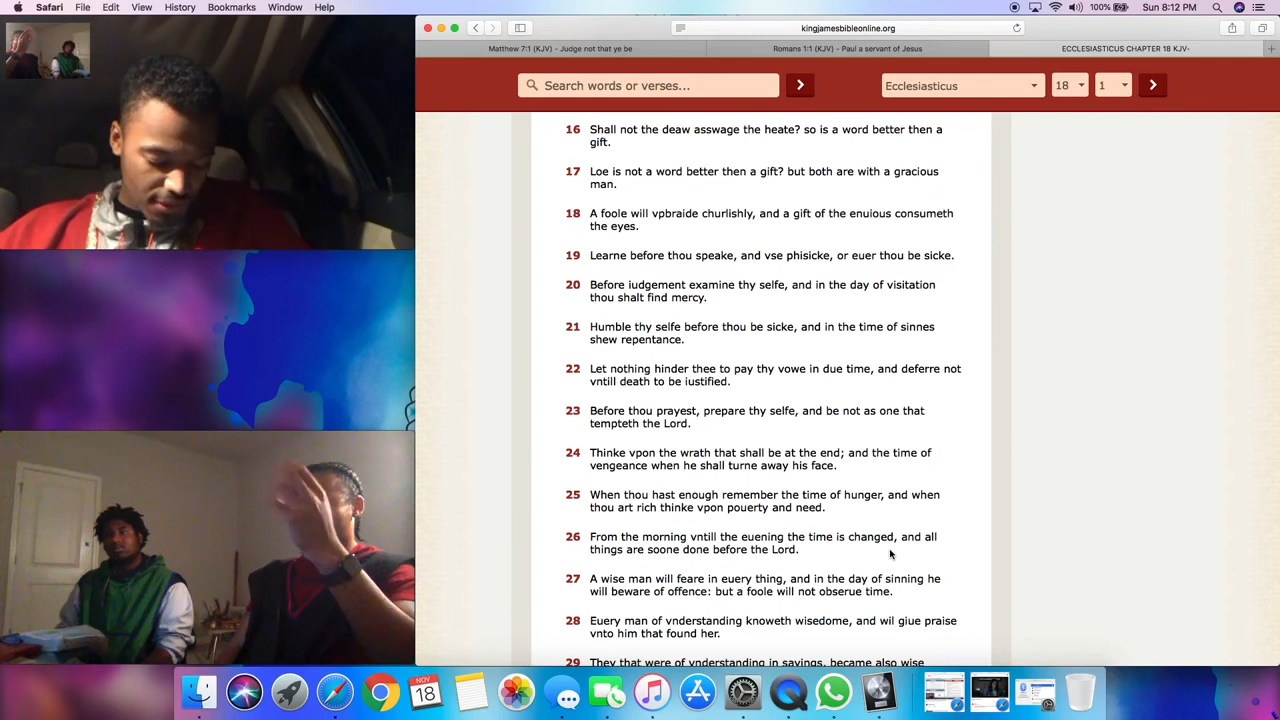 Safari File Edit View History Bookmarks Window Help
100% Sun 8:12 PM
kingjamesbibleonline.org
Matthew 7:1 (KJV) - Judge not that ye be
Romans 1:1 (KJV) - Paul a servant of Jesus
ECCLESIASTICUS CHAPTER 18 KJV-
Search words or verses...
Ecclesiasticus 18 1
16 Shall not the deaw asswage the heate? so is a word better then a
gift.
17 Loe is not a word better then a gift? but both are with a gracious
man.
18 A foole will vpbraide churlishly, and a gift of the enuious consumeth
the eyes.
19 Learne before thou speake, and vse phisicke, or euer thou be sicke.
20 Before iudgement examine thy selfe, and in the day of visitation
thou shalt find mercy.
21 Humble thy selfe before thou be sicke, and in the time of sinnes
shew repentance.
22 Let nothing hinder thee to pay thy vowe in due time, and deferre not
vntill death to be iustified.
23 Before thou prayest, prepare thy selfe, and be not as one that
tempteth the Lord.
24 Thinke vpon the wrath that shall be at the end; and the time of
vengeance when he shall turne away his face.
25 When thou hast enough remember the time of hunger, and when
thou art rich thinke vpon pouerty and need.
26 From the morning vntill the euening the time is changed, and all
things are soone done before the Lord.
27 A wise man will feare in euery thing, and in the day of sinning he
will beware of offence: but a foole will not obserue time.
28 Euery man of vnderstanding knoweth wisedome, and wil giue praise
vnto him that found her.
29 They that were of vnderstanding in sayings, became also wise
NOV
18